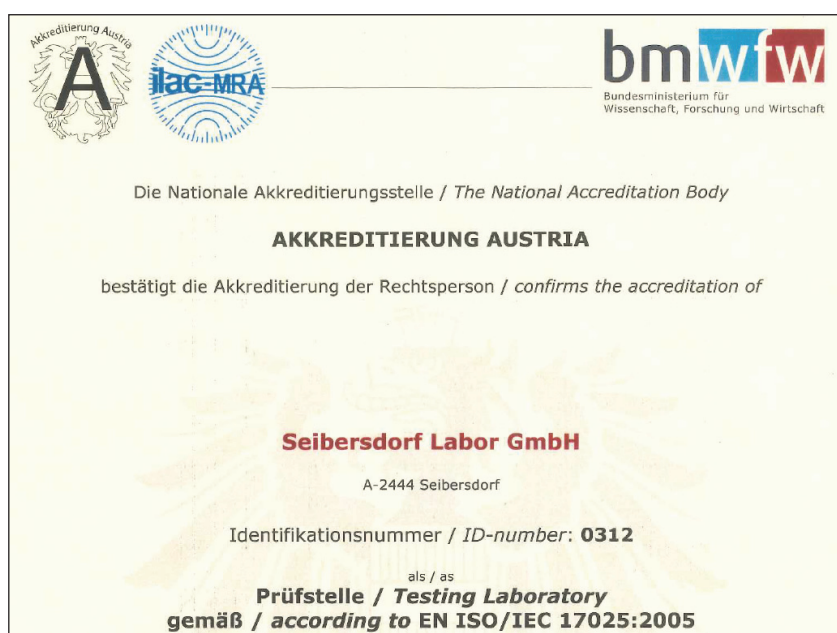 Akkreditierung Austria
A
ilac-MRA
bmwfw
Bundesministerium für
Wissenschaft, Forschung und Wirtschaft
Die Nationale Akkreditierungsstelle / The National Accreditation Body
AKKREDITIERUNG AUSTRIA
bestätigt die Akkreditierung der Rechtsperson / confirms the accreditation of
Seibersdorf Labor GmbH
A-2444 Seibersdorf
Identifikationsnummer / ID-number: 0312
als / as
Prüfstelle / Testing Laboratory
gemäß / according to EN ISO/IEC 17025:2005